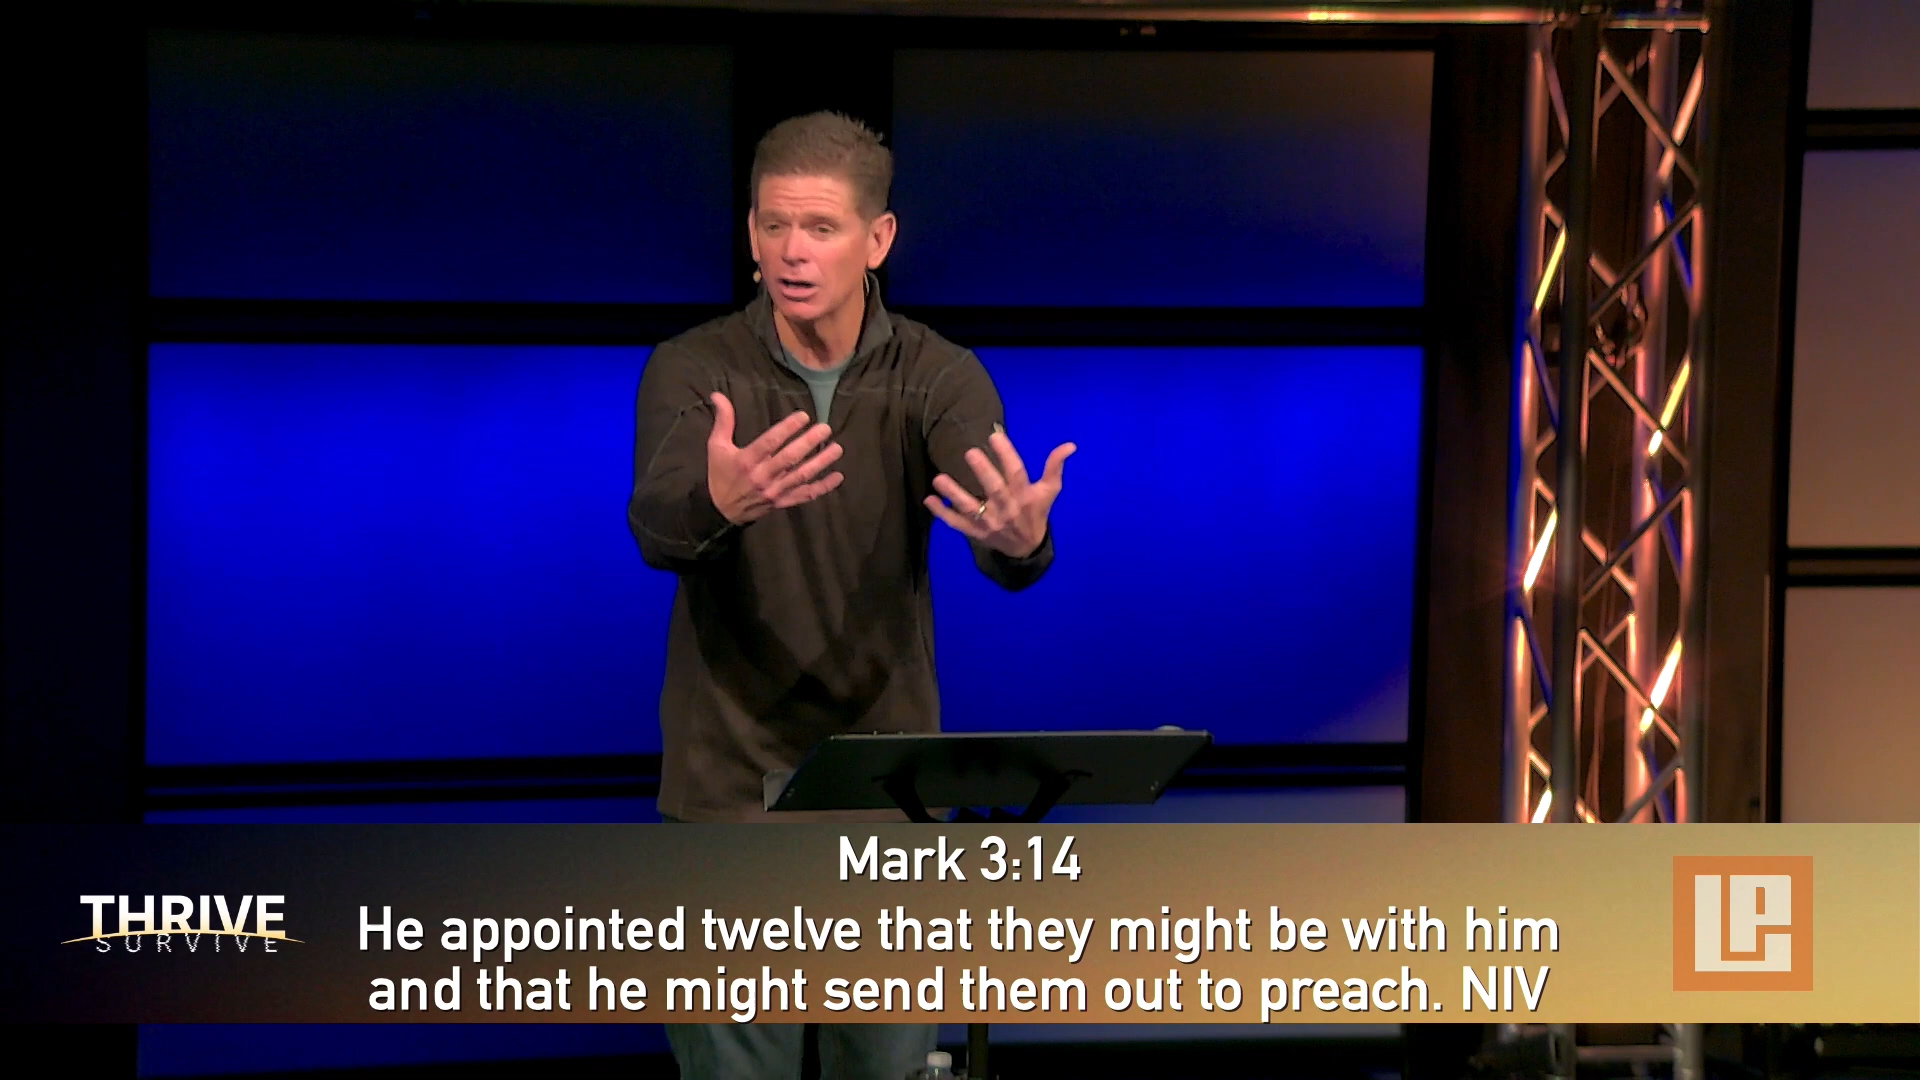 Mark 3:14
THRIVE
SURVIVE
He appointed twelve that they might be with him
and that he might send them out to preach. NIV
LP